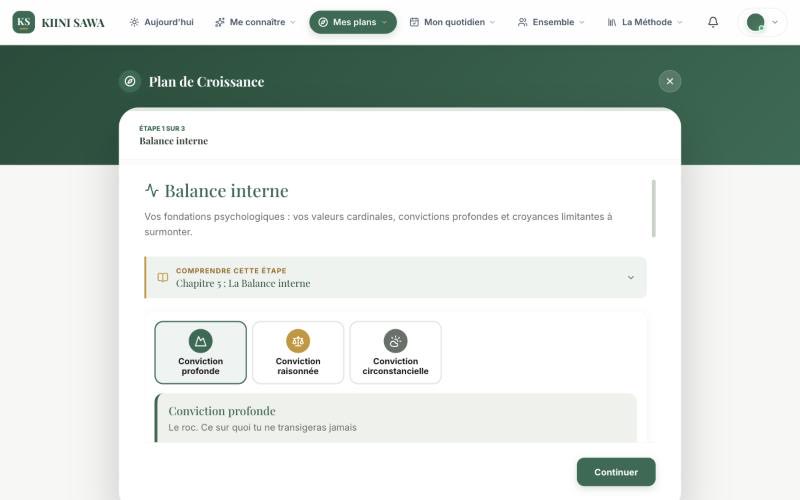 KS KIINI SAWA Aujourd'hui Me connaître Mes plans Mon quotidien Ensemble La Méthode
Plan de Croissance
ÉTAPE 1 SUR 3
Balance interne
Balance interne
Vos fondations psychologiques : vos valeurs cardinales, convictions profondes et croyances limitantes à
surmonter.
COMPRENDRE CETTE ÉTAPE
Chapitre 5 : La Balance interne
Conviction
profonde
Conviction
raisonnée
Conviction
circonstancielle
Conviction profonde
Le roc. Ce sur quoi tu ne transigeras jamais
Continuer